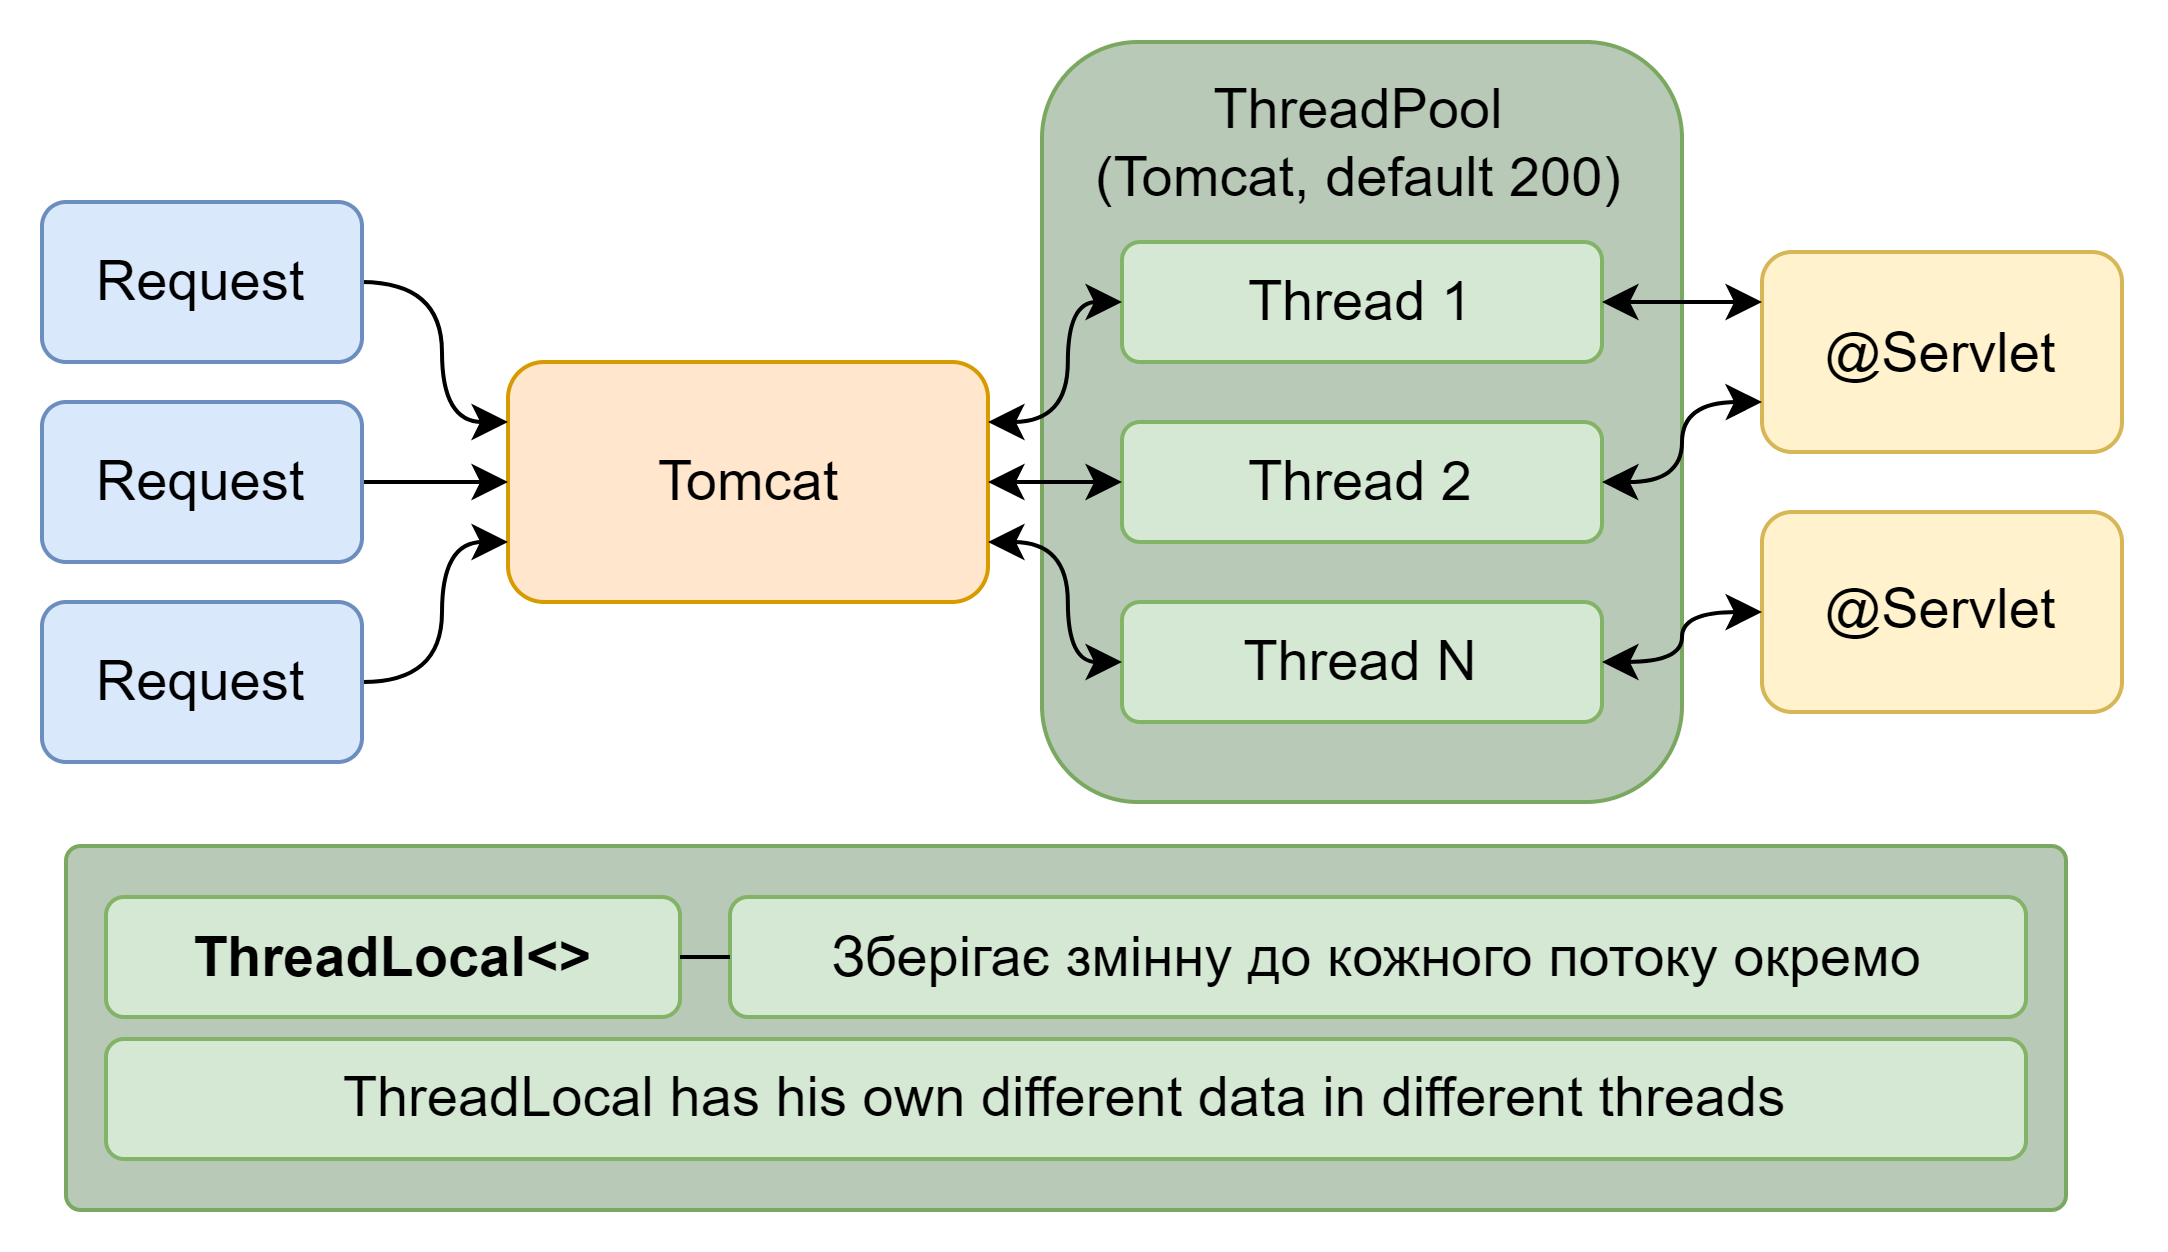 ThreadPool
(Tomcat, default 200)
Request
Request
Request
Tomcat
Thread 1
Thread 2
Thread N
@Servlet
@Servlet
ThreadLocal<>
Зберігає змінну до кожного потоку окремо
ThreadLocal has his own different data in different threads